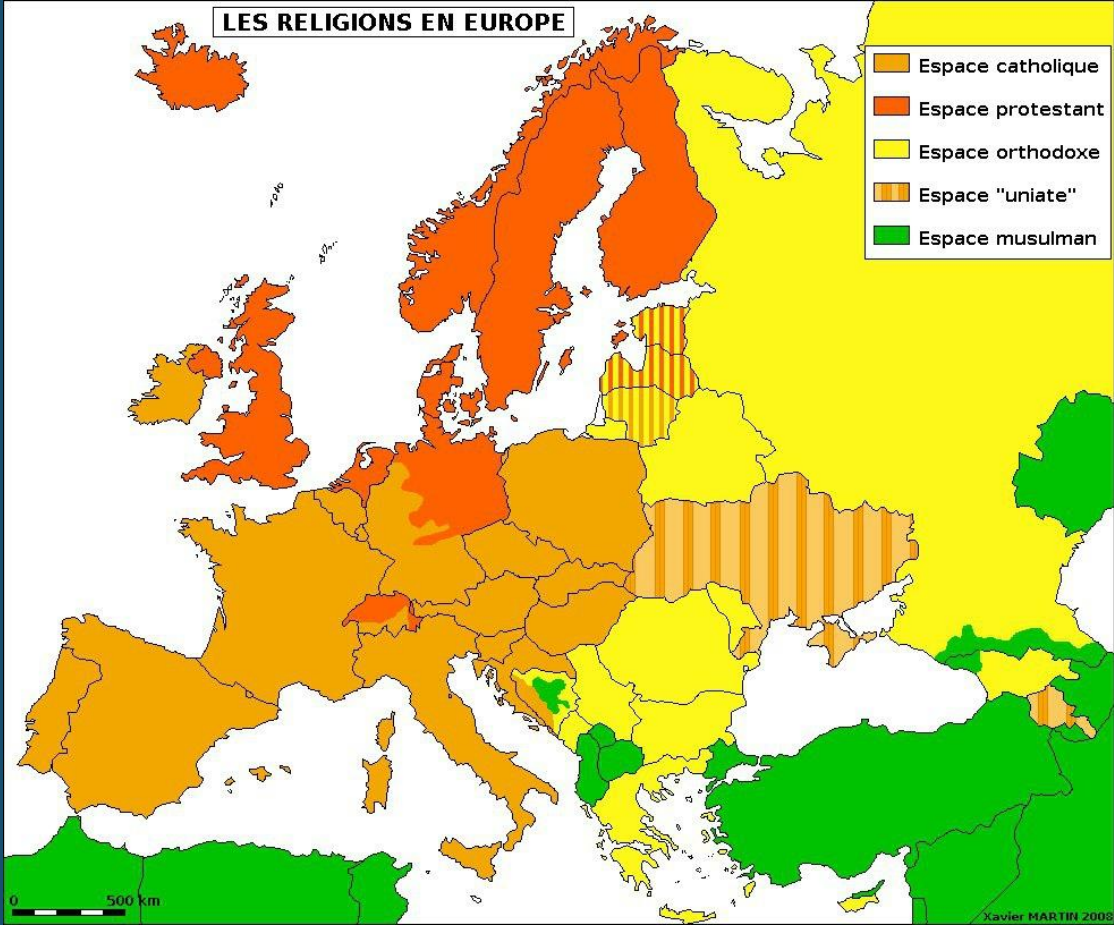 LES RELIGIONS EN EUROPE
Espace catholique
Espace protestant
Espace orthodoxe
Espace "uniate"
Espace musulman
0 500 km
Xavier MARTIN 2008